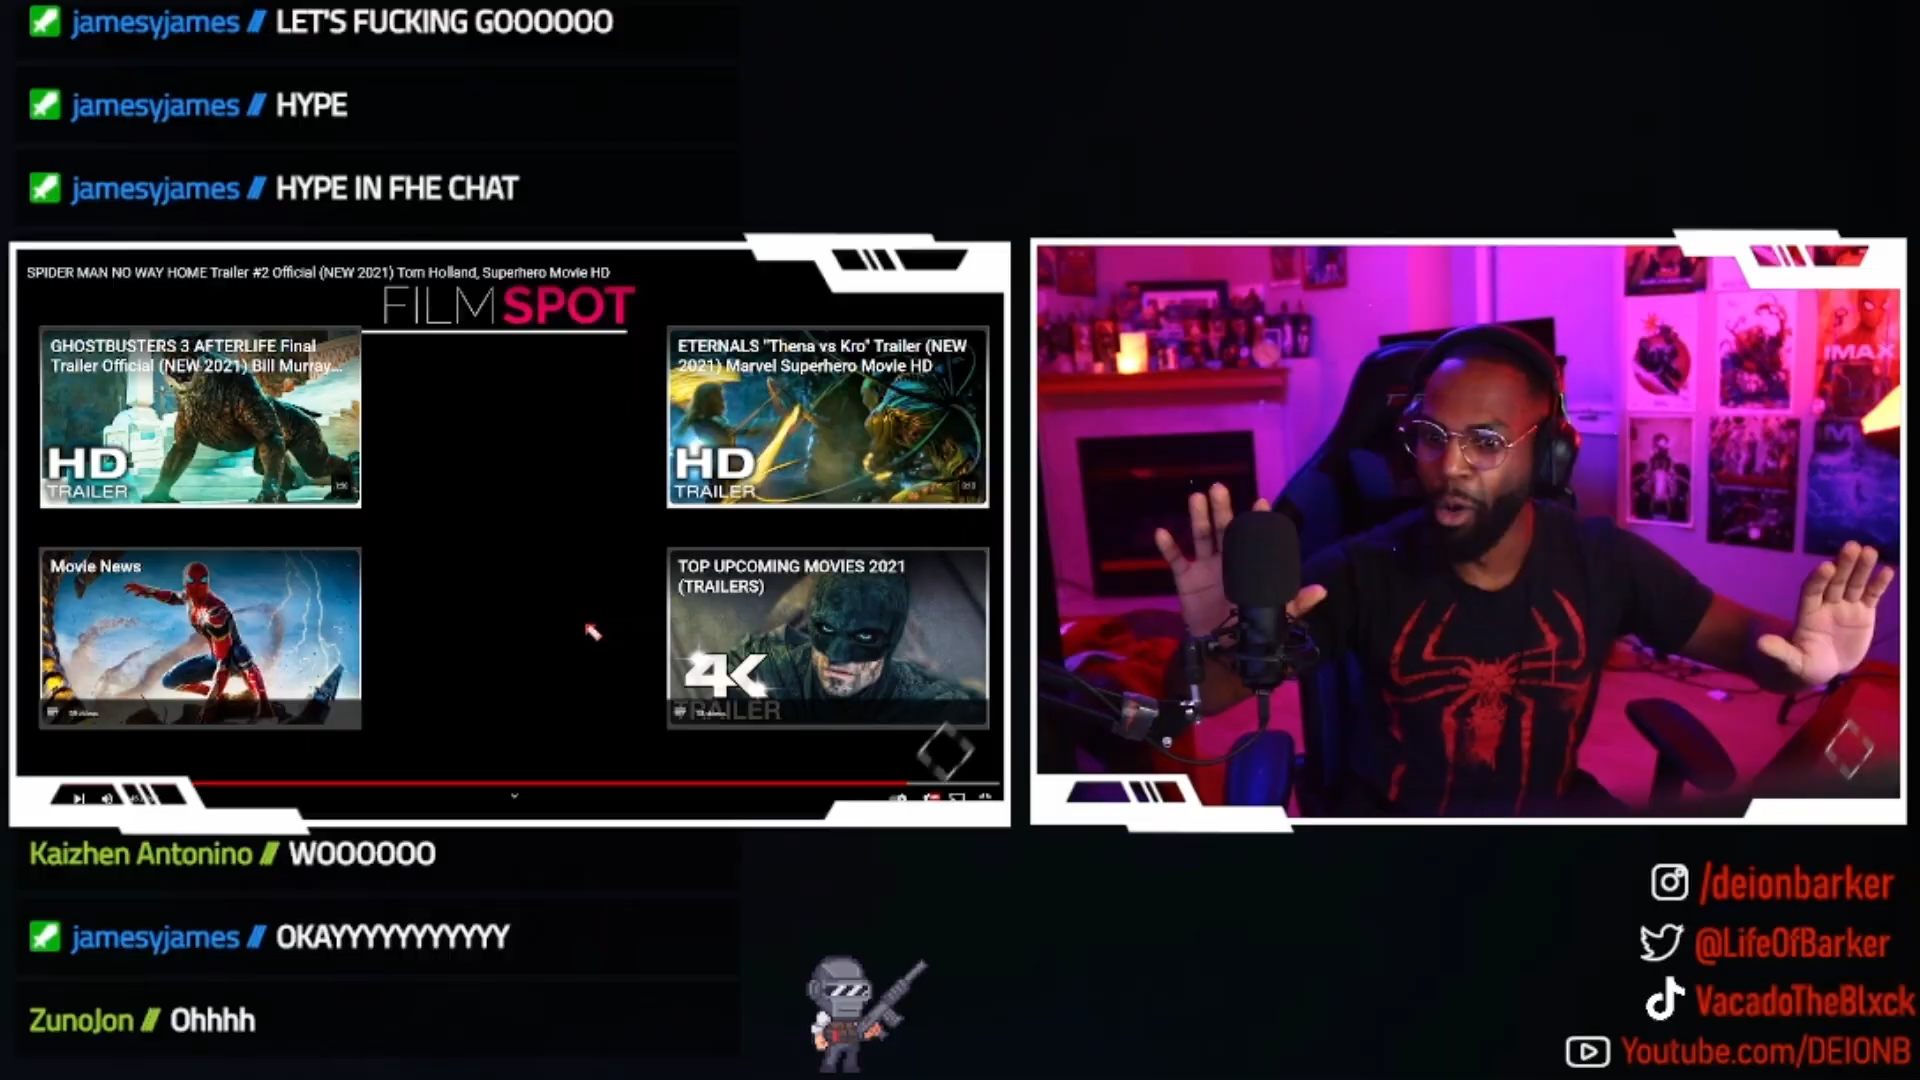 jamesyjames // LET'S FUCKING GOOOOOO
jamesyjames // HYPE
jamesyjames // HYPE IN FHE CHAT
SPIDER MAN NO WAY HOME Trailer #2 Official (NEW 2021) Tom Holland, Superhero Movie HD
FILMSPOT
GHOSTBUSTERS 3 AFTERLIFE Final
Trailer Official (NEW 2021) Bill Murray...
HD
TRAILER
ETERNALS "Thena vs Kro" Trailer (NEW
2021) Marvel Superhero Movie HD
HD
TRAILER
Movie News
TOP UPCOMING MOVIES 2021
(TRAILERS)
4K
TRAILER
IMAX
Kaizhen Antonino // WOOOOOO
jamesyjames // OKAYYYYYYYYYYY
ZunoJon // Ohhhh
/deionbarker
@LifeOfBarker
VacadoTheBlxck
Youtube.com/DEIONB